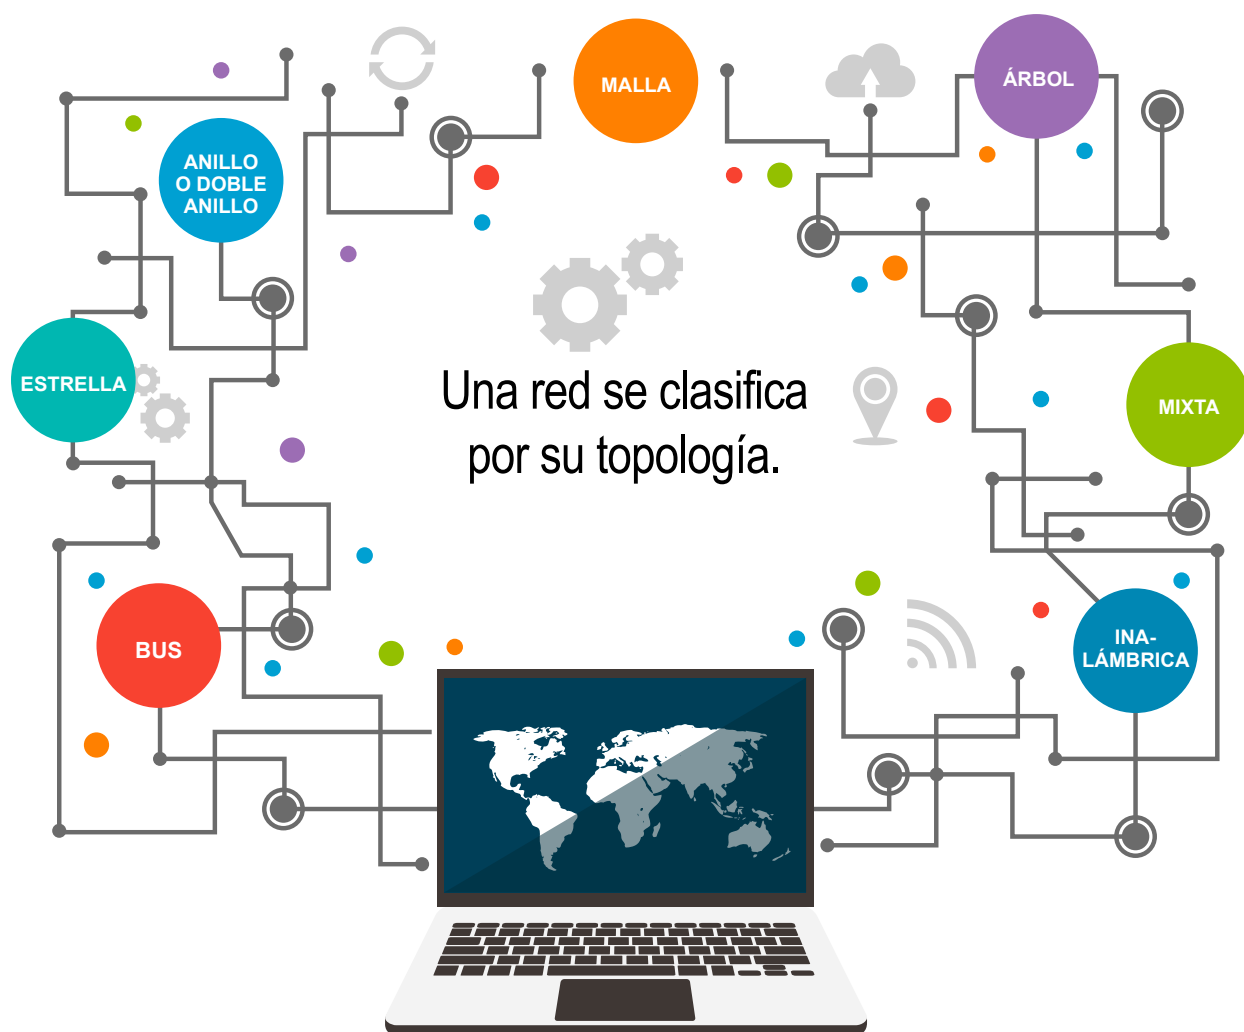 MALLA
ÁRBOL
ANILLO
O DOBLE
ANILLO
ESTRELLA
Una red se clasifica
por su topología.
MIXTA
BUS
INA-
LÁMBRICA